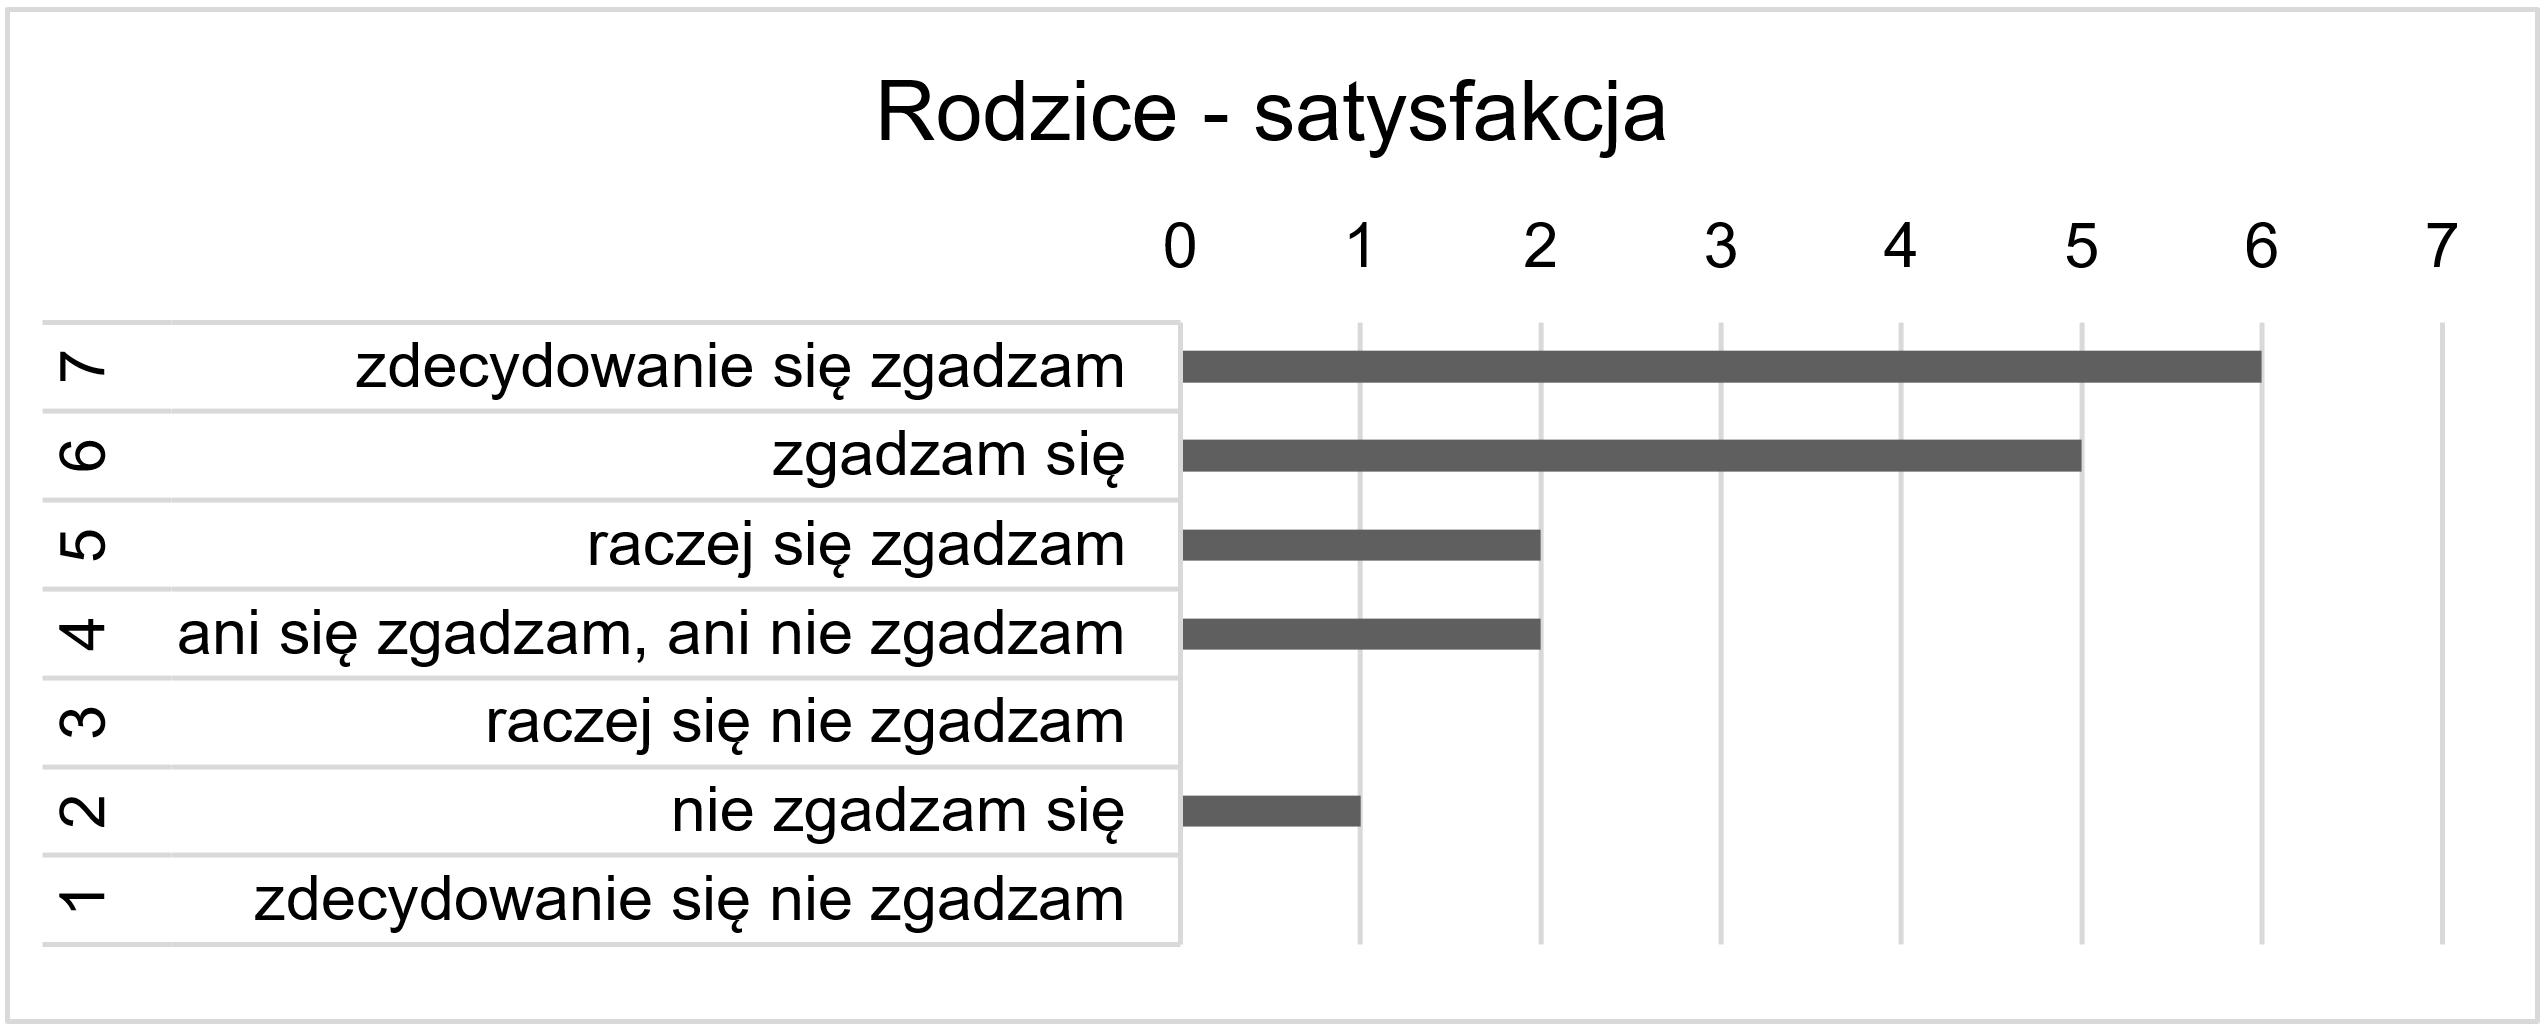 Rodzice - satysfakcja
0 1 2 3 4 5 6 7
7 zdecydowanie się zgadzam
6 zgadzam się
5 raczej się zgadzam
4 ani się zgadzam, ani nie zgadzam
3 raczej się nie zgadzam
2 nie zgadzam się
1 zdecydowanie się nie zgadzam